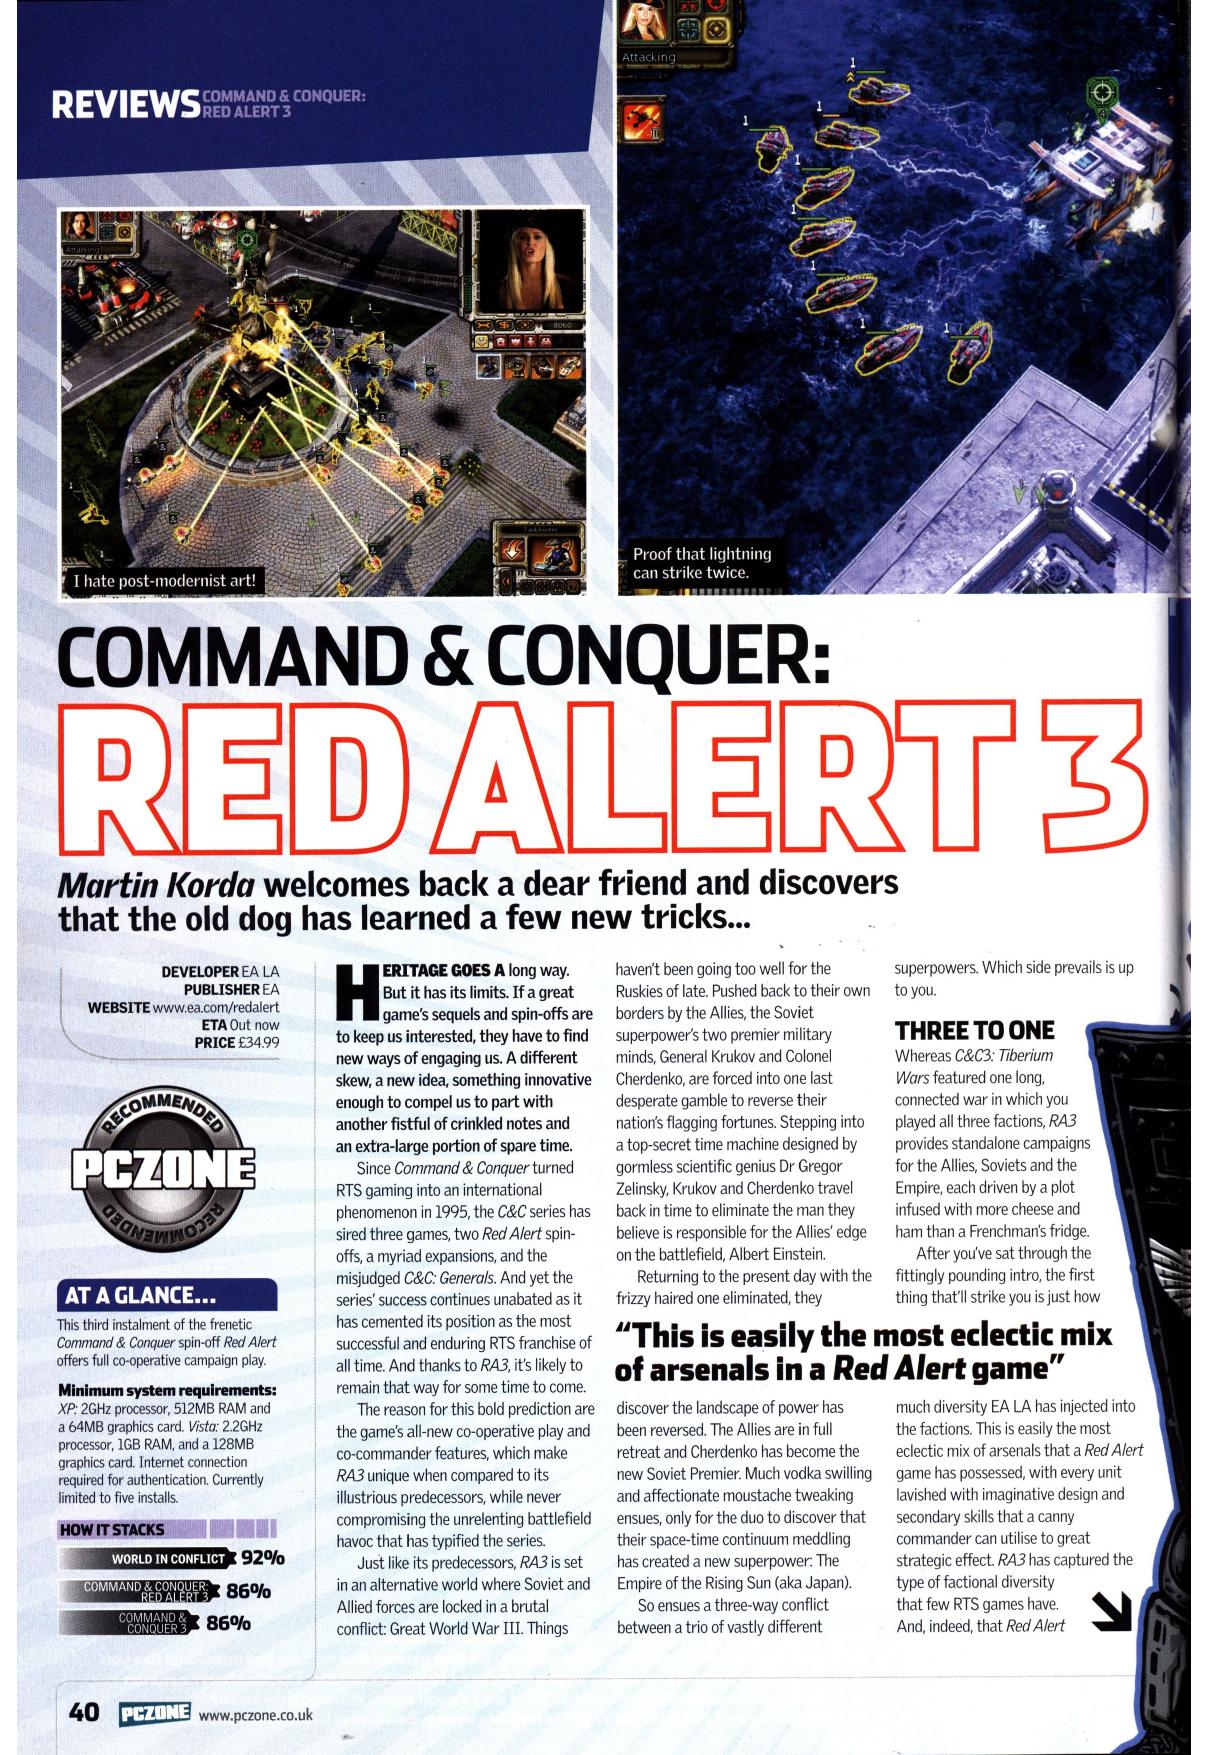 REVIEWS COMMAND & CONQUER:
RED ALERT 3
Attacking
1
1
1
1
1
1
1
1
Attacking
8060
I hate post-modernist art!
Proof that lightning
can strike twice.
COMMAND & CONQUER:
RED ALERT 3
Martin Korda welcomes back a dear friend and discovers
that the old dog has learned a few new tricks...
DEVELOPER EA LA
PUBLISHER EA
WEBSITE www.ea.com/redalert
ETA Out now
PRICE £34.99
RECOMMENDED
PCZONE
RECOMMENDED
AT A GLANCE...
This third instalment of the frenetic
Command & Conquer spin-off Red Alert
offers full co-operative campaign play.
Minimum system requirements:
XP: 2GHz processor, 512MB RAM and
a 64MB graphics card. Vista: 2.2GHz
processor, 1GB RAM, and a 128MB
graphics card. Internet connection
required for authentication. Currently
limited to five installs.
HOW IT STACKS
WORLD IN CONFLICT 92%
COMMAND & CONQUER:
RED ALERT 3 86%
COMMAND &
CONQUER 3 86%
HERITAGE GOES A long way.
But it has its limits. If a great
game's sequels and spin-offs are
to keep us interested, they have to find
new ways of engaging us. A different
skew, a new idea, something innovative
enough to compel us to part with
another fistful of crinkled notes and
an extra-large portion of spare time.
Since Command & Conquer turned
RTS gaming into an international
phenomenon in 1995, the C&C series has
sired three games, two Red Alert spin-
offs, a myriad expansions, and the
misjudged C&C: Generals. And yet the
series' success continues unabated as it
has cemented its position as the most
successful and enduring RTS franchise of
all time. And thanks to RA3, it's likely to
remain that way for some time to come.
The reason for this bold prediction are
the game's all-new co-operative play and
co-commander features, which make
RA3 unique when compared to its
illustrious predecessors, while never
compromising the unrelenting battlefield
havoc that has typified the series.
Just like its predecessors, RA3 is set
in an alternative world where Soviet and
Allied forces are locked in a brutal
conflict: Great World War III. Things
haven't been going too well for the
Ruskies of late. Pushed back to their own
borders by the Allies, the Soviet
superpower's two premier military
minds, General Krukov and Colonel
Cherdenko, are forced into one last
desperate gamble to reverse their
nation's flagging fortunes. Stepping into
a top-secret time machine designed by
gormless scientific genius Dr Gregor
Zelinsky, Krukov and Cherdenko travel
back in time to eliminate the man they
believe is responsible for the Allies' edge
on the battlefield, Albert Einstein.
Returning to the present day with the
frizzy haired one eliminated, they
discover the landscape of power has
been reversed. The Allies are in full
retreat and Cherdenko has become the
new Soviet Premier. Much vodka swilling
and affectionate moustache tweaking
ensues, only for the duo to discover that
their space-time continuum meddling
has created a new superpower: The
Empire of the Rising Sun (aka Japan).
So ensues a three-way conflict
between a trio of vastly different
superpowers. Which side prevails is up
to you.
THREE TO ONE
Whereas C&C3: Tiberium
Wars featured one long,
connected war in which you
played all three factions, RA3
provides standalone campaigns
for the Allies, Soviets and the
Empire, each driven by a plot
infused with more cheese and
ham than a Frenchman's fridge.
After you've sat through the
fittingly pounding intro, the first
thing that'll strike you is just how
"This is easily the most eclectic mix
of arsenals in a Red Alert game"
much diversity EA LA has injected into
the factions. This is easily the most
eclectic mix of arsenals that a Red Alert
game has possessed, with every unit
lavished with imaginative design and
secondary skills that a canny
commander can utilise to great
strategic effect. RA3 has captured the
type of factional diversity
that few RTS games have.
And, indeed, that Red Alert
40 PCZONE www.pczone.co.uk